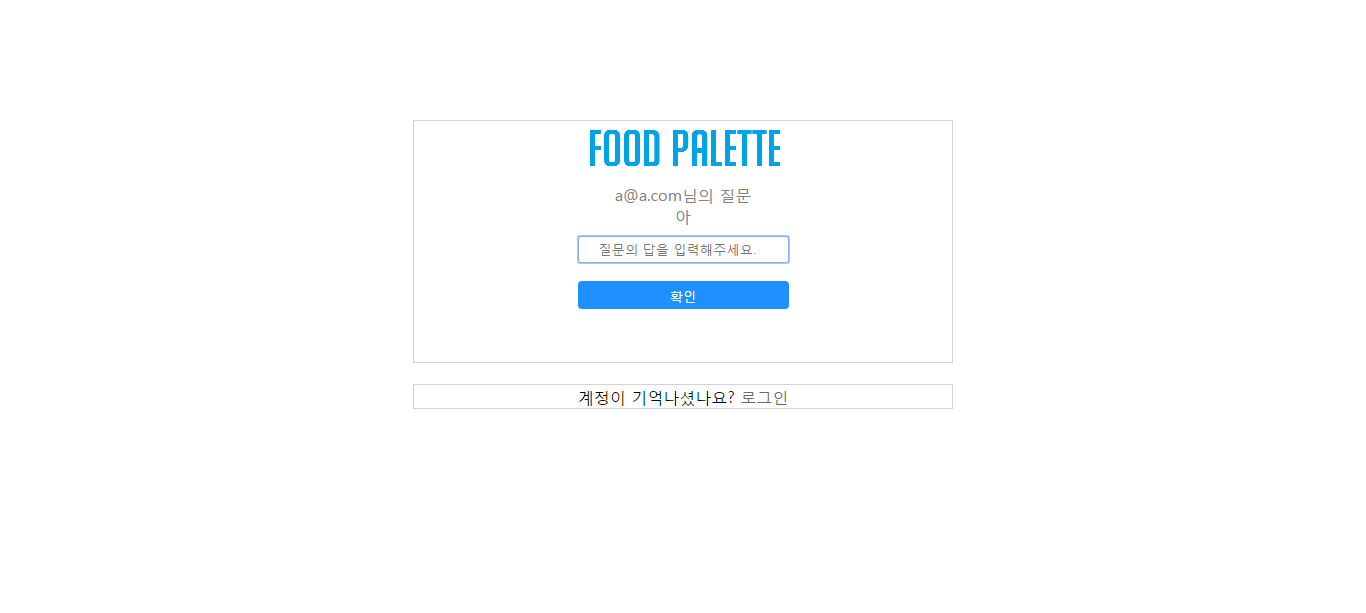 FOOD PALETTE
a@a.com님의 질문
아
질문의 답을 입력해주세요.
확인
계정이 기억나셨나요? 로그인